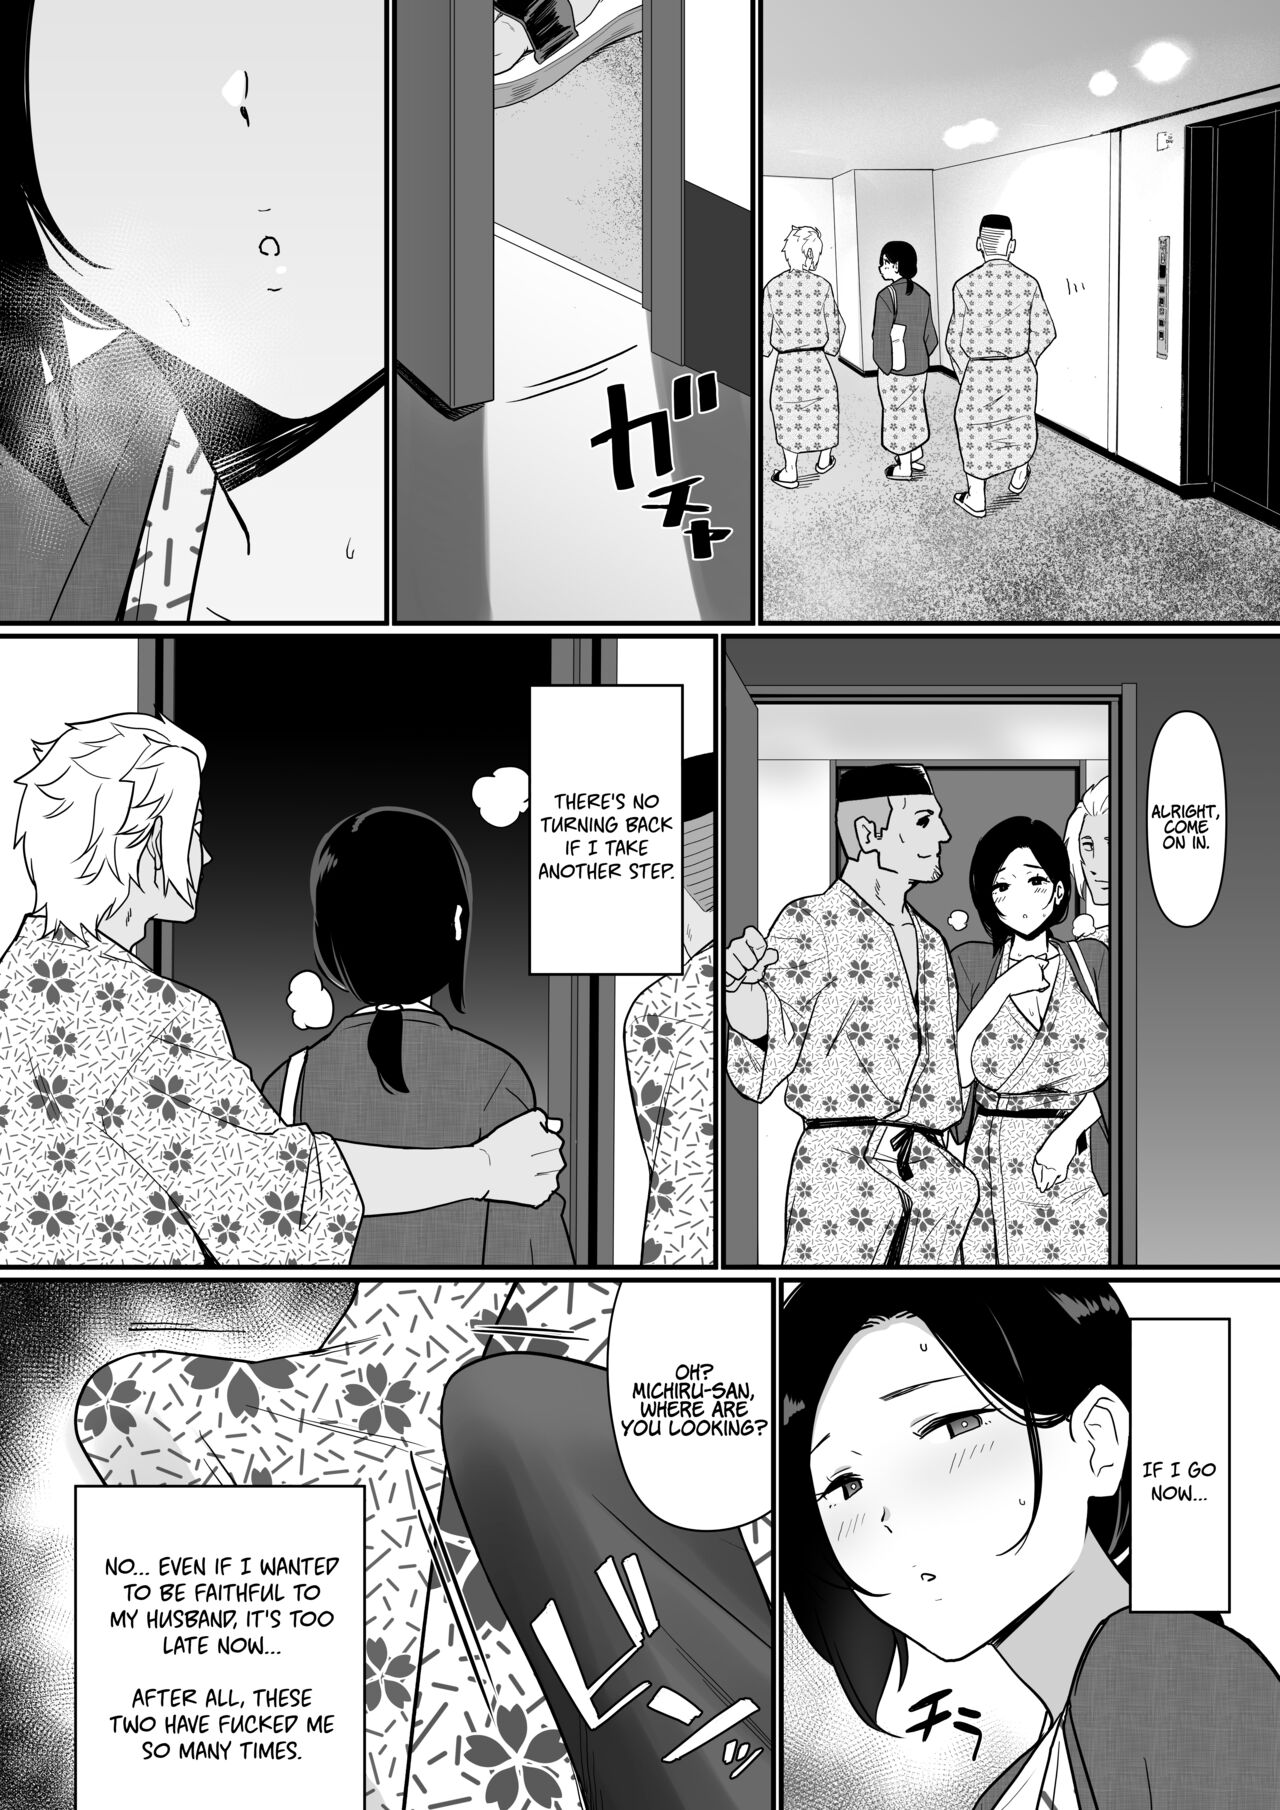 ガチャ
ALRIGHT,
COME
ON IN.
THERE'S NO
TURNING BACK
IF I TAKE
ANOTHER STEP.
IF I GO
NOW...
チラ
OH?
MICHIRU-SAN,
WHERE ARE
YOU LOOKING?
ビンッ
NO... EVEN IF I WANTED
TO BE FAITHFUL TO
MY HUSBAND, IT'S TOO
LATE NOW...
AFTER ALL, THESE
TWO HAVE FUCKED ME
SO MANY TIMES.